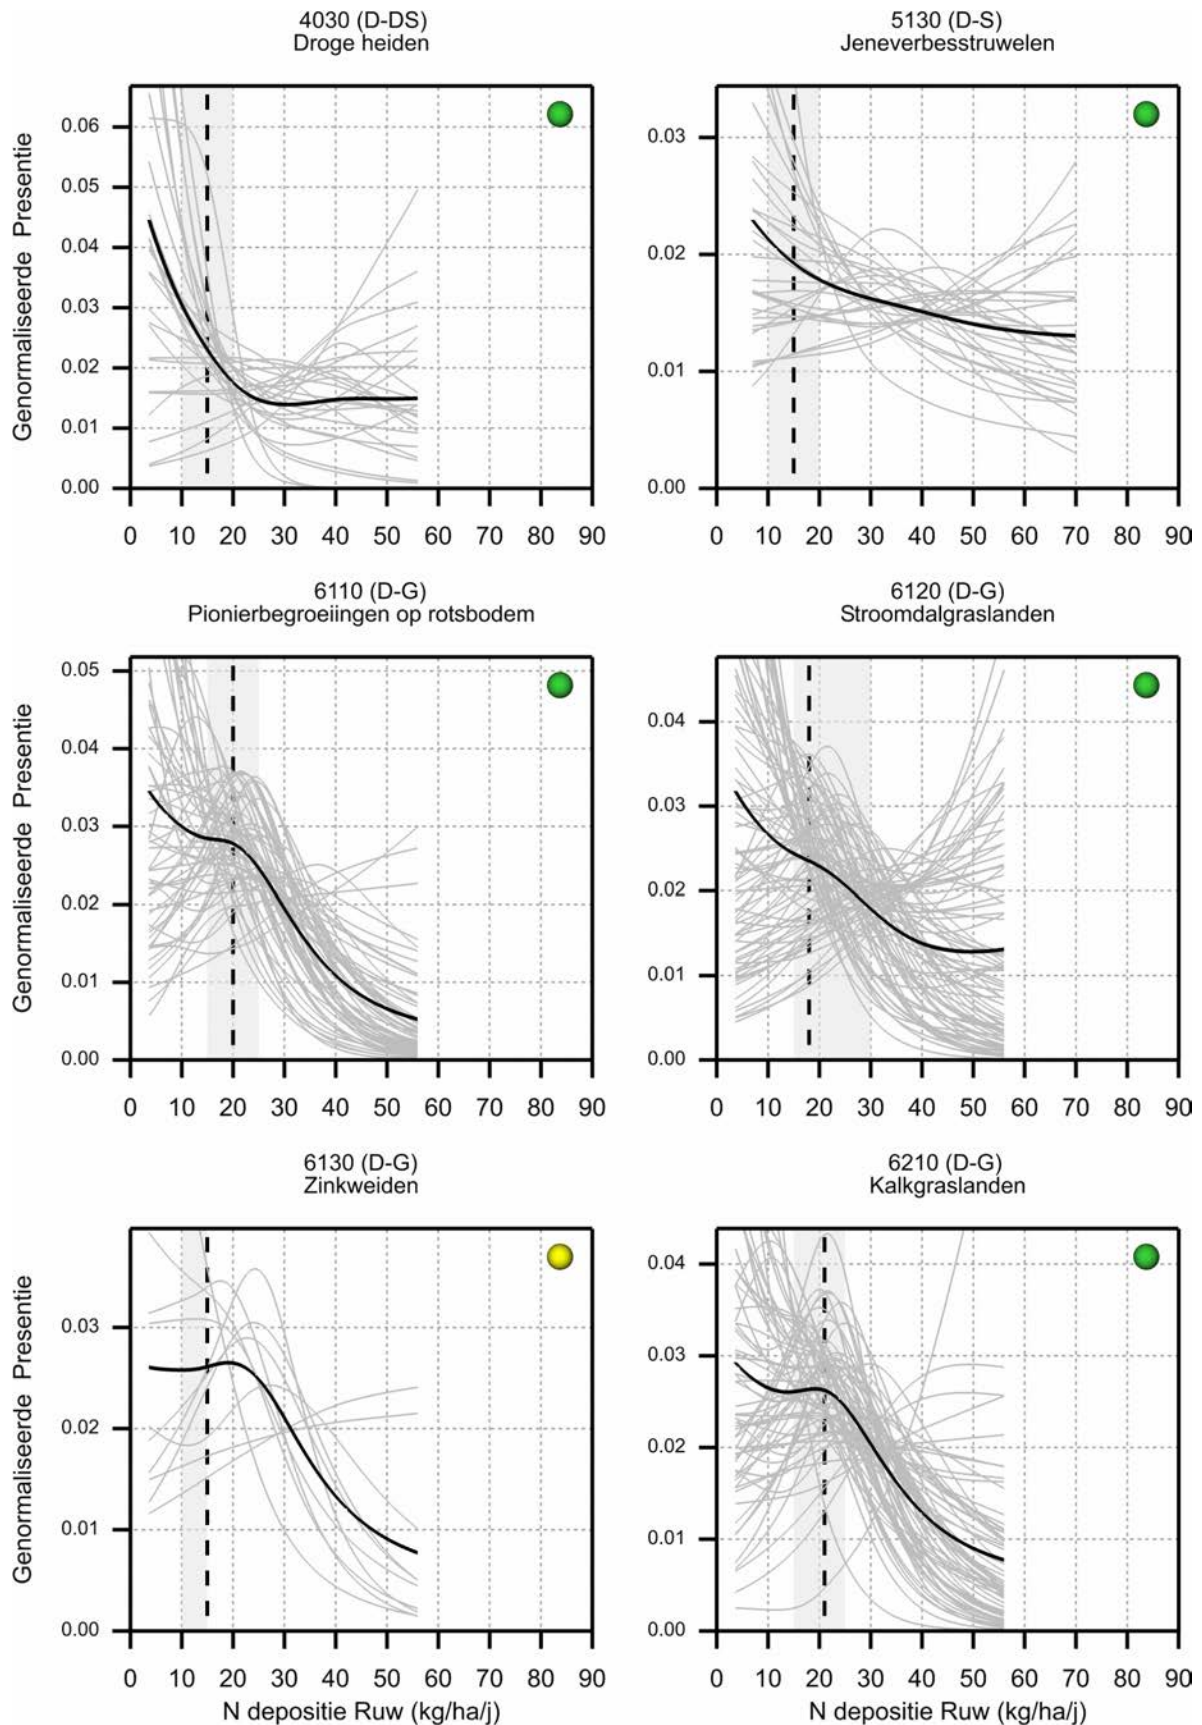 4030 (D-DS)
Droge heiden
5130 (D-S)
Jeneverbesstruwelen
Genormaliseerde Presentie
0.06
0.05
0.04
0.03
0.02
0.01
0.00
0 10 20 30 40 50 60 70 80 90
0.03
0.02
0.01
0.00
0 10 20 30 40 50 60 70 80 90
6110 (D-G)
Pionierbegroeiingen op rotsbodem
6120 (D-G)
Stroomdalgraslanden
Genormaliseerde Presentie
0.05
0.04
0.03
0.02
0.01
0.00
0 10 20 30 40 50 60 70 80 90
0.04
0.03
0.02
0.01
0.00
0 10 20 30 40 50 60 70 80 90
6130 (D-G)
Zinkweiden
6210 (D-G)
Kalkgraslanden
Genormaliseerde Presentie
0.03
0.02
0.01
0.00
0 10 20 30 40 50 60 70 80 90
N depositie Ruw (kg/ha/j)
0.04
0.03
0.02
0.01
0.00
0 10 20 30 40 50 60 70 80 90
N depositie Ruw (kg/ha/j)